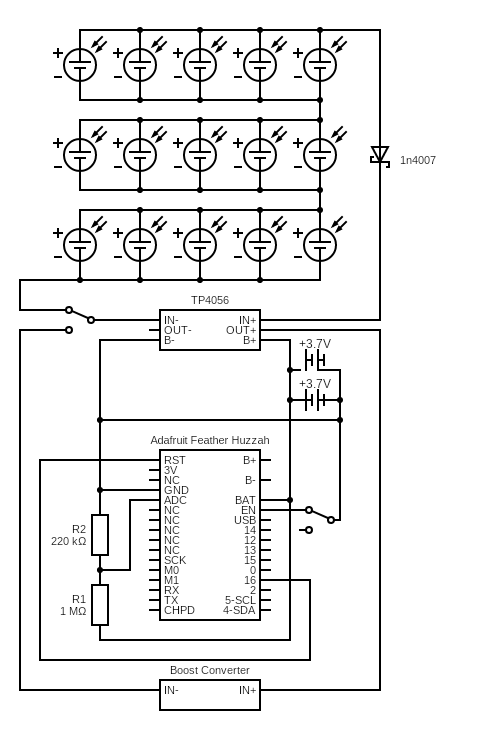 + + + + +
- - - - -
+ + + + +
- - - - -
1n4007
+ + + + +
- - - - -
TP4056
IN- IN+
OUT- OUT+
B- B+
+3.7V
+3.7V
Adafruit Feather Huzzah
RST B+
3V
NC B-
GND
ADC BAT
NC EN
NC USB
NC 14
NC 12
NC 13
SCK 15
M0 0
M1 16
RX 2
TX 5-SCL
CHPD 4-SDA
R2
220 kΩ
R1
1 MΩ
Boost Converter
IN- IN+